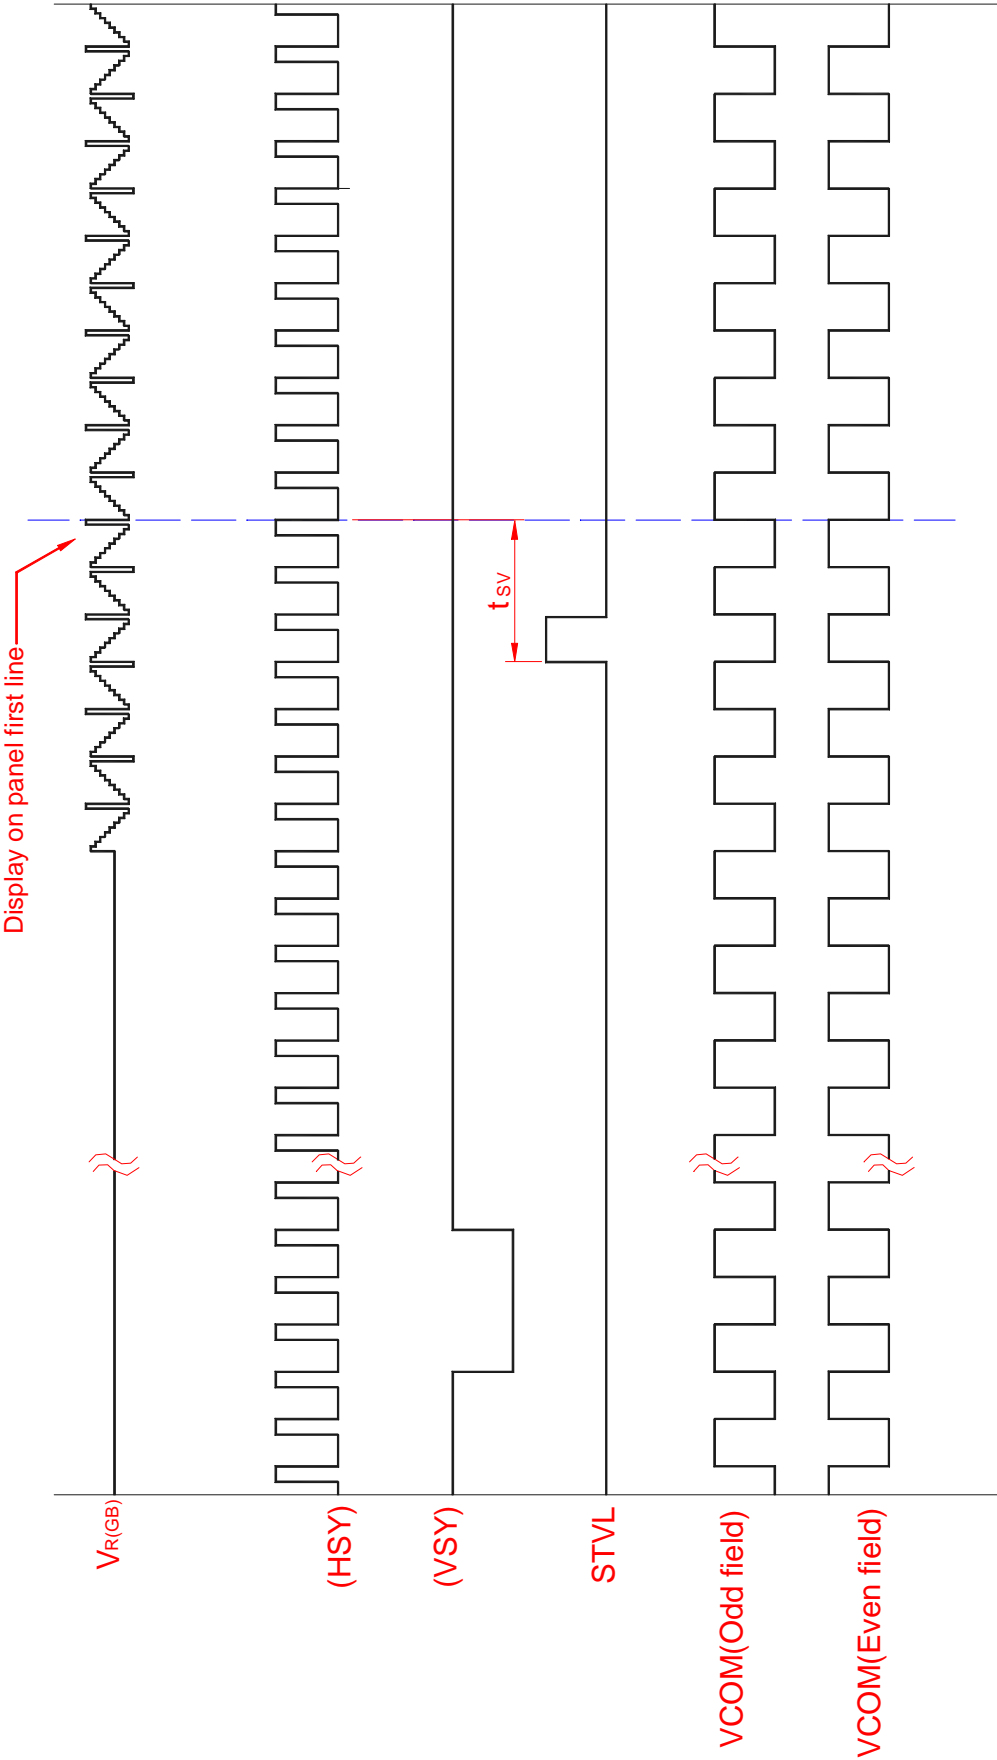 Display on panel first line
VR(GB)
(HSY)
(VSY)
tSV
STVL
VCOM(Odd field)
VCOM(Even field)